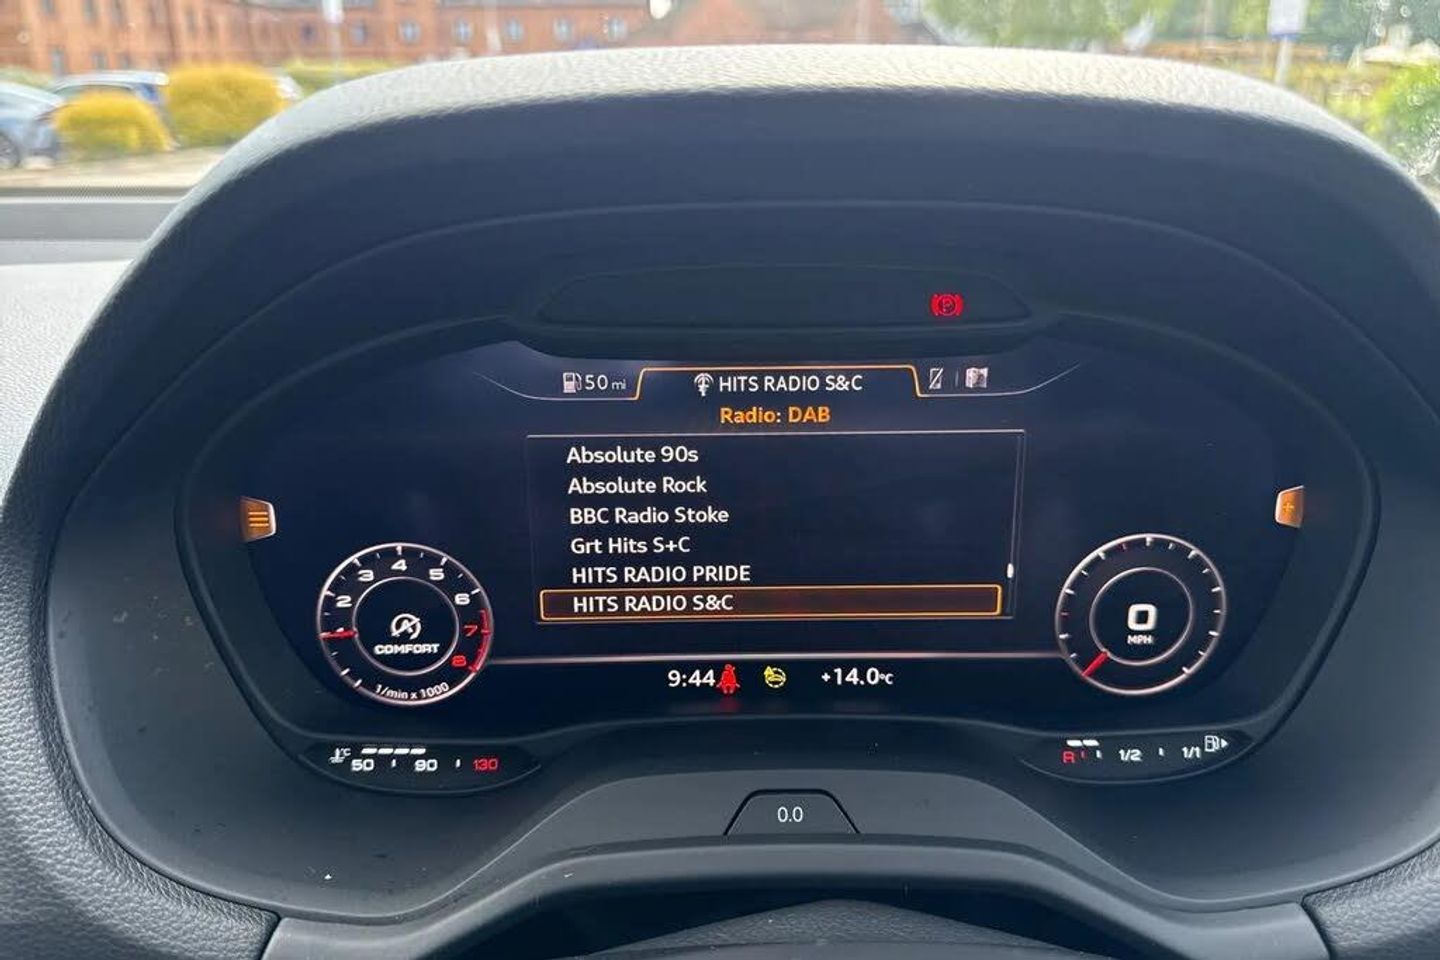 50 mi
HITS RADIO S&C
Radio: DAB
Absolute 90s
Absolute Rock
BBC Radio Stoke
Grt Hits S+C
HITS RADIO PRIDE
HITS RADIO S&C
2 3 4 5 6 7 8
A
COMFORT
1/min x 1000
0
MPH
9:44
+14.0°C
°C
50 90 130
R 1/2 1/1
0.0
P